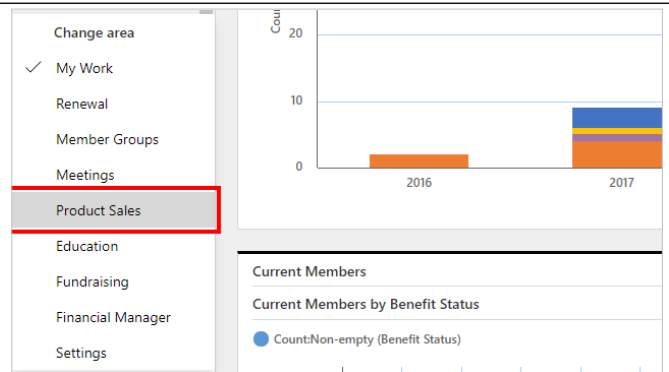 Change area
My Work
Renewal
Member Groups
Meetings
Product Sales
Education
Fundraising
Financial Manager
Settings
20
10
0
2016
2017
Current Members
Current Members by Benefit Status
Count:Non-empty (Benefit Status)